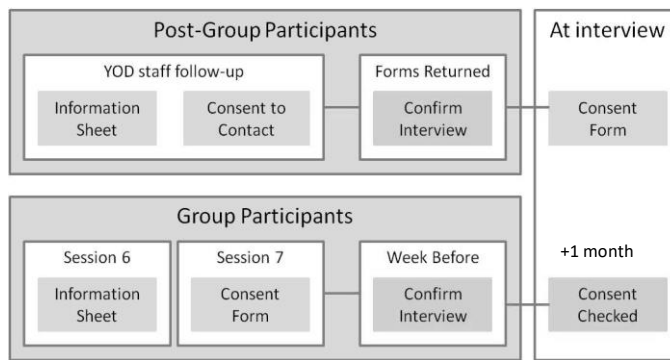 Post-Group Participants
YOD staff follow-up
Information
Sheet
Consent to
Contact
Forms Returned
Confirm
Interview
At interview
Consent
Form
Group Participants
Session 6
Information
Sheet
Session 7
Consent
Form
Week Before
Confirm
Interview
+1 month
Consent
Checked